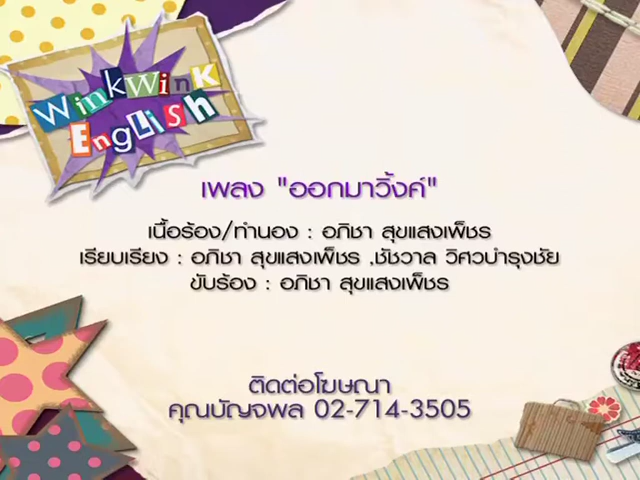 WinkWink
English
เพลง "ออกมาวิ้งค์"
เนื้อร้อง/ทำนอง : อภิชา สุขแสงเพ็ชร
เรียบเรียง : อภิชา สุขแสงเพ็ชร .ชัชวาล วิศวบำรุงชัย
ขับร้อง : อภิชา สุขแสงเพ็ชร
ติดต่อโฆษณา
คุณบัญจพล 02-714-3505